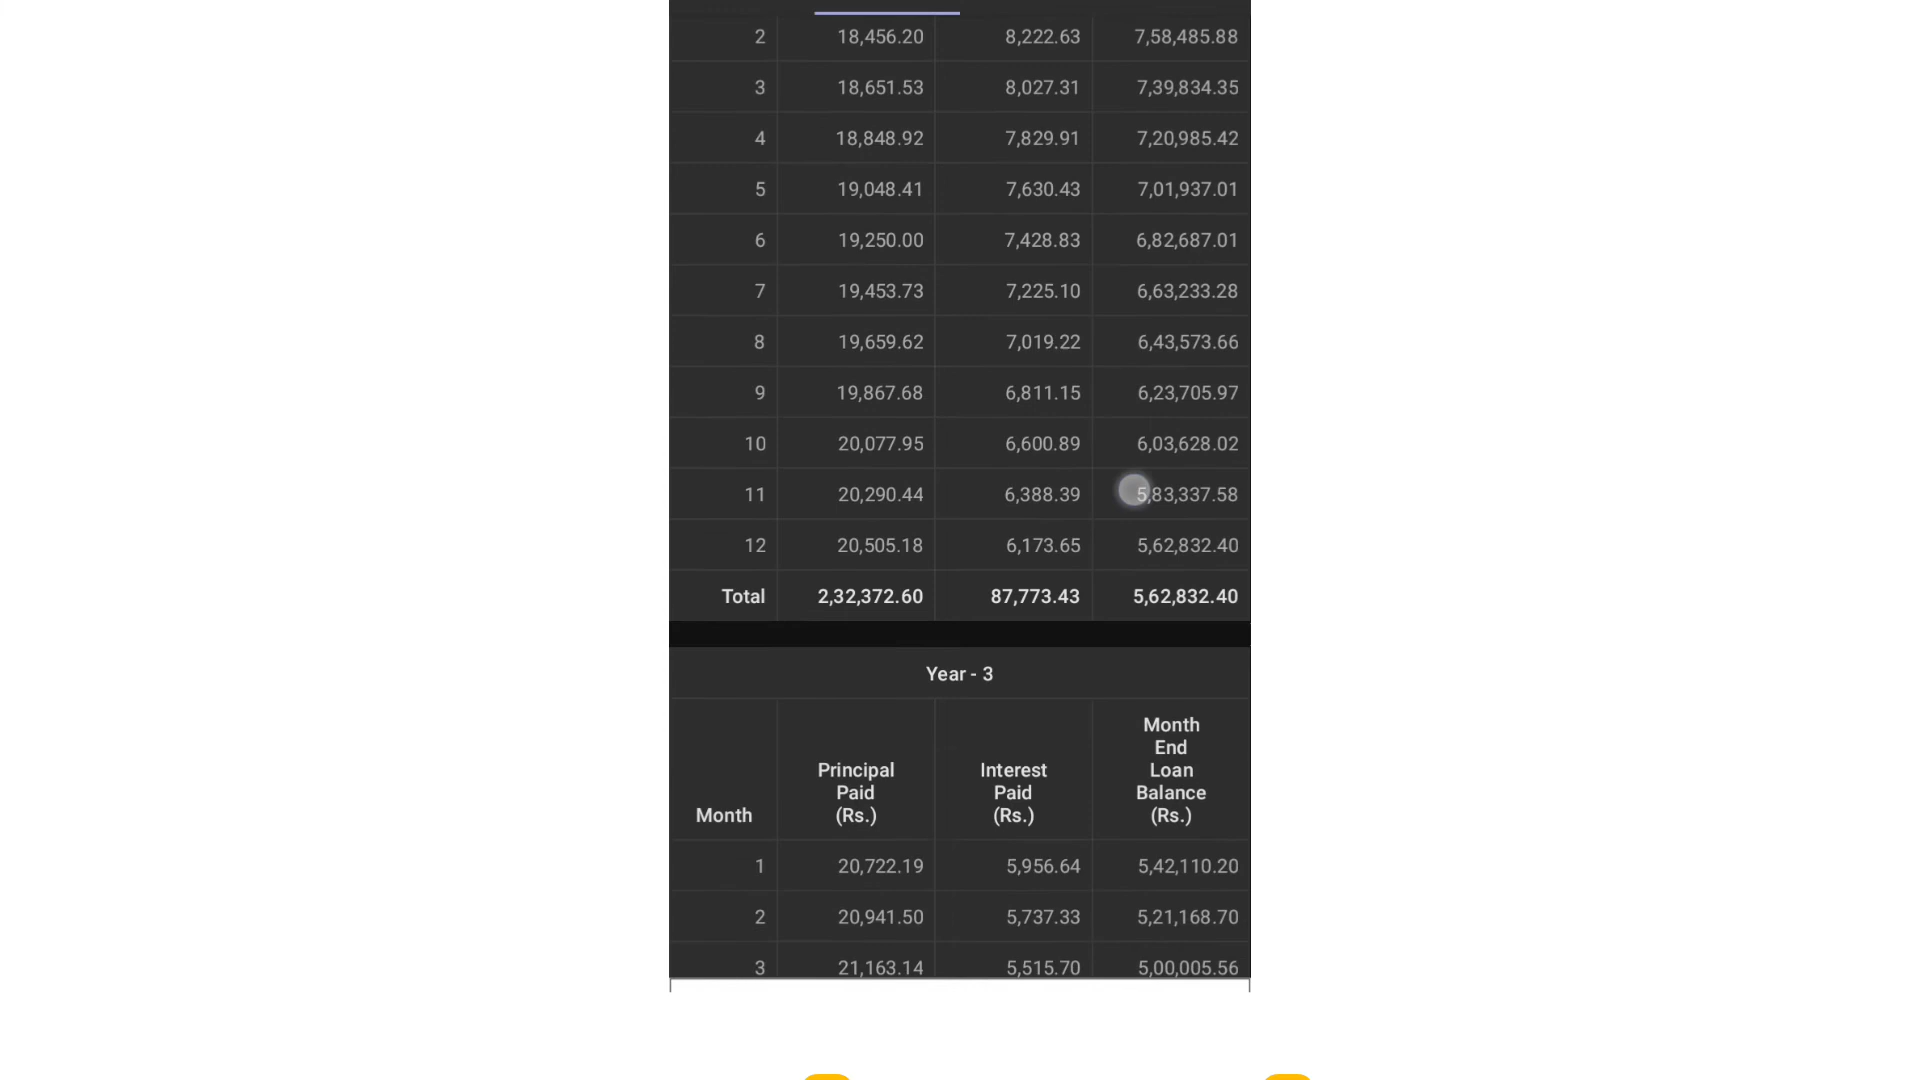 2 18,456.20 8,222.63 7,58,485.88
3 18,651.53 8,027.31 7,39,834.35
4 18,848.92 7,829.91 7,20,985.42
5 19,048.41 7,630.43 7,01,937.01
6 19,250.00 7,428.83 6,82,687.01
7 19,453.73 7,225.10 6,63,233.28
8 19,659.62 7,019.22 6,43,573.66
9 19,867.68 6,811.15 6,23,705.97
10 20,077.95 6,600.89 6,03,628.02
11 20,290.44 6,388.39 5,83,337.58
12 20,505.18 6,173.65 5,62,832.40
Total 2,32,372.60 87,773.43 5,62,832.40
Year - 3
Month
Principal
Paid
(Rs.)
Interest
Paid
(Rs.)
Month
End
Loan
Balance
(Rs.)
1 20,722.19 5,956.64 5,42,110.20
2 20,941.50 5,737.33 5,21,168.70
3 21,163.14 5,515.70 5,00,005.56